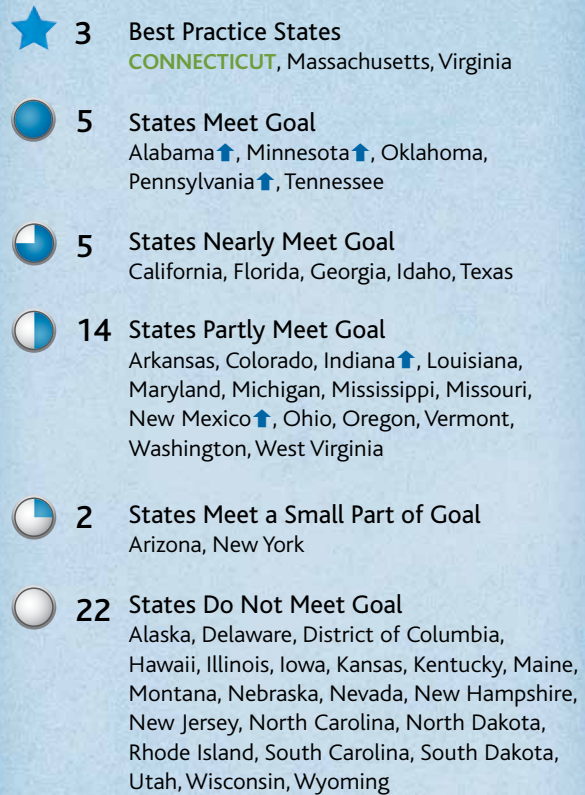 3 Best Practice States
CONNECTICUT, Massachusetts, Virginia
5 States Meet Goal
Alabama⬆, Minnesota⬆, Oklahoma,
Pennsylvania⬆, Tennessee
5 States Nearly Meet Goal
California, Florida, Georgia, Idaho, Texas
14 States Partly Meet Goal
Arkansas, Colorado, Indiana⬆, Louisiana,
Maryland, Michigan, Mississippi, Missouri,
New Mexico⬆, Ohio, Oregon, Vermont,
Washington, West Virginia
2 States Meet a Small Part of Goal
Arizona, New York
22 States Do Not Meet Goal
Alaska, Delaware, District of Columbia,
Hawaii, Illinois, Iowa, Kansas, Kentucky, Maine,
Montana, Nebraska, Nevada, New Hampshire,
New Jersey, North Carolina, North Dakota,
Rhode Island, South Carolina, South Dakota,
Utah, Wisconsin, Wyoming